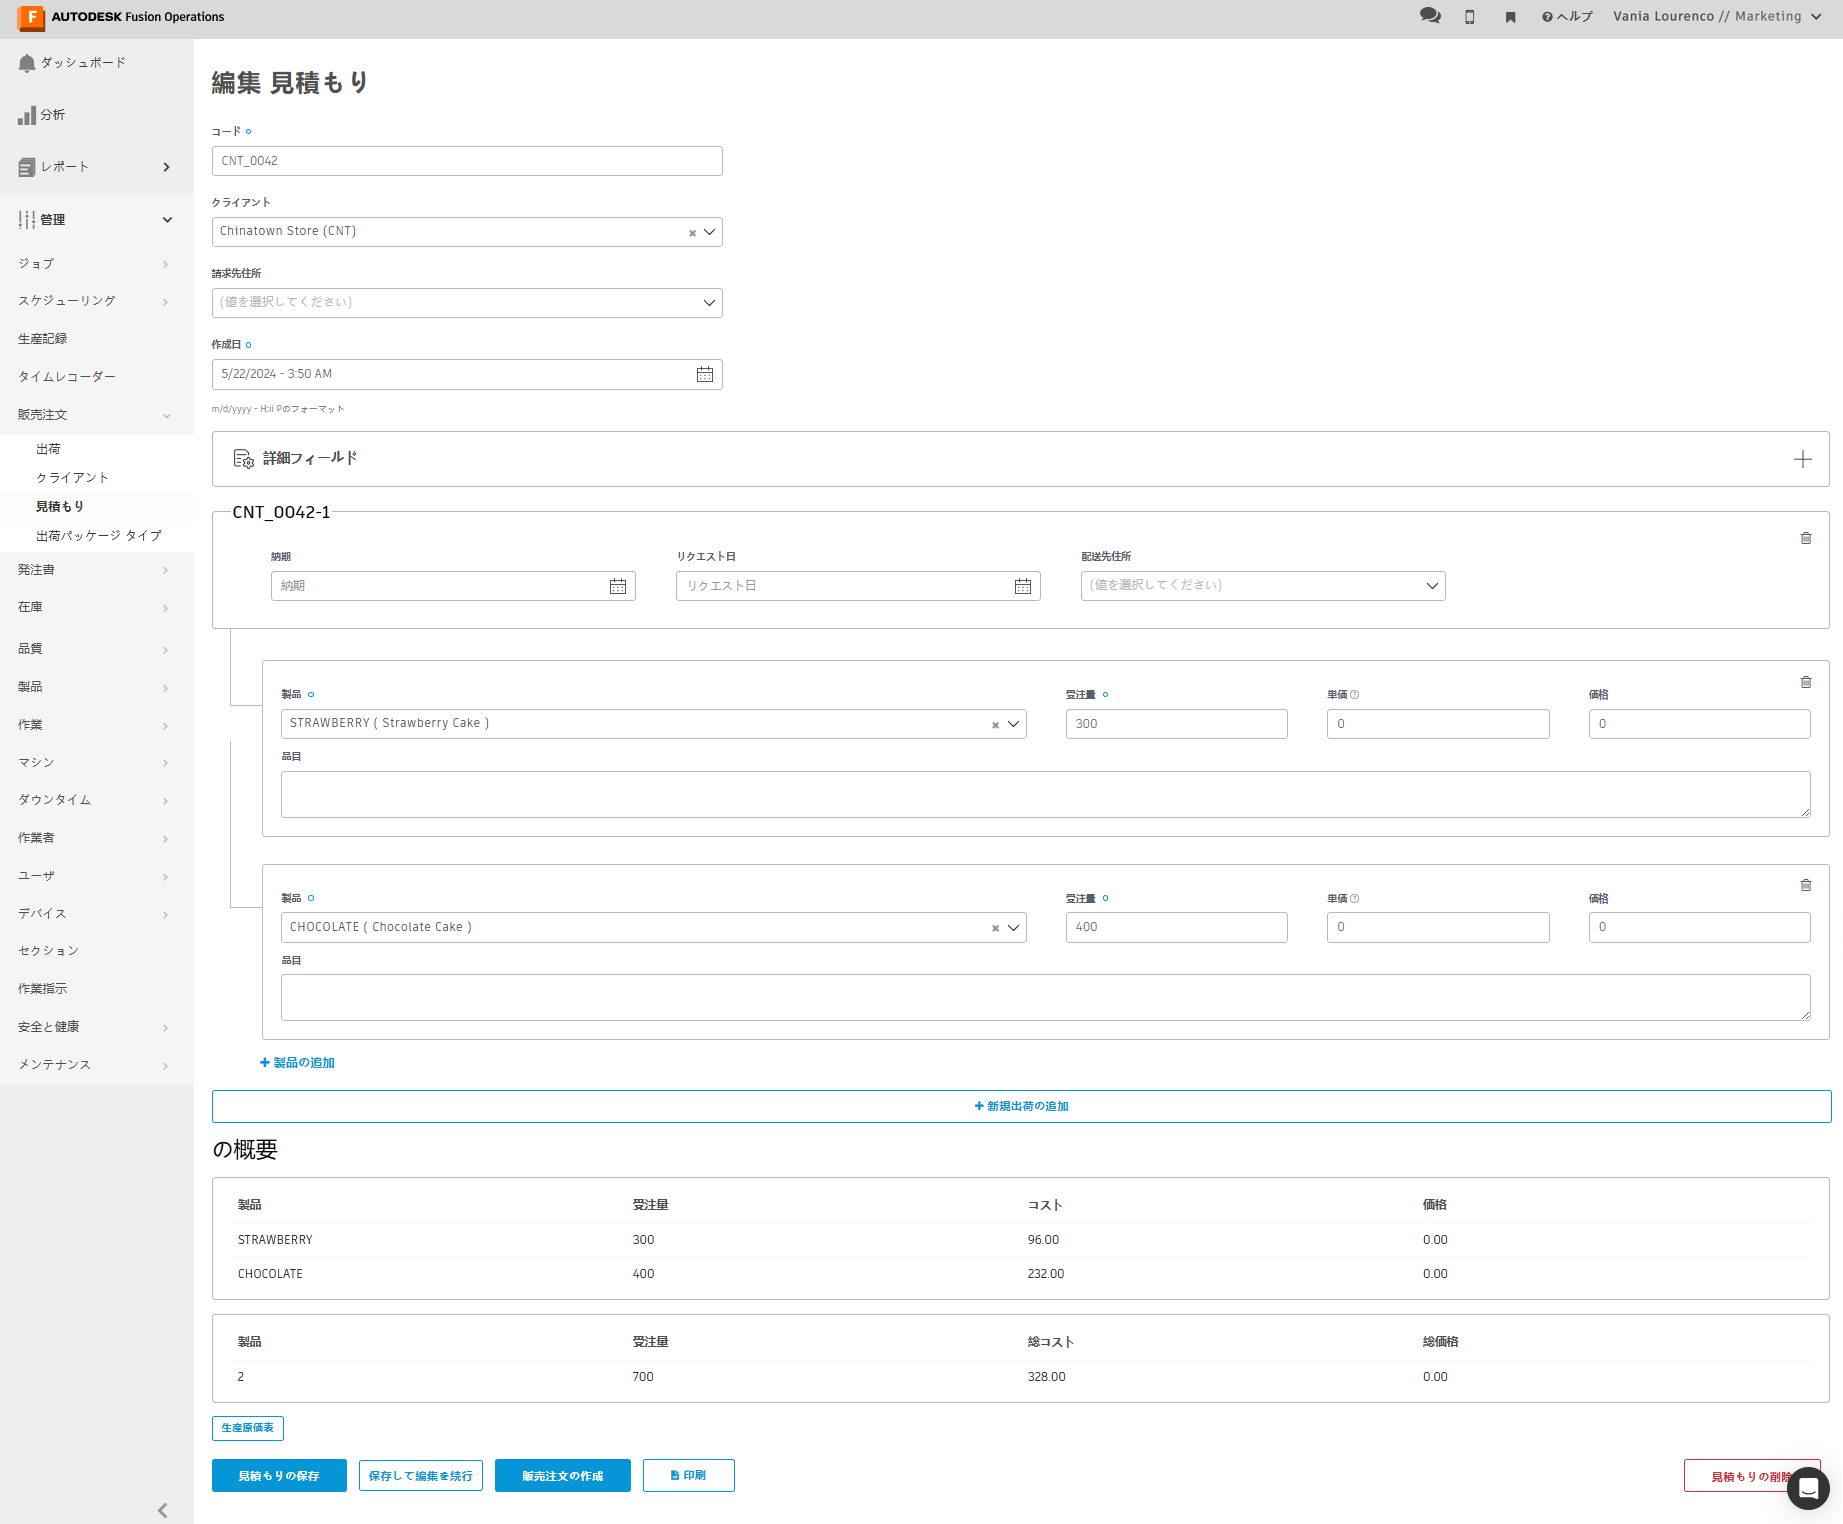 AUTODESK Fusion Operations
ヘルプ
Vania Lourenco // Marketing
ダッシュボード
分析
レポート
管理
ジョブ
スケジューリング
生産記録
タイムレコーダー
販売注文
出荷
クライアント
見積もり
出荷パッケージ タイプ
発注書
在庫
品質
製品
作業
マシン
ダウンタイム
作業者
ユーザ
デバイス
セクション
作業指示
安全と健康
メンテナンス
編集 見積もり
コード
CNT_0042
クライアント
Chinatown Store (CNT)
請求先住所
(値を選択してください)
作成日
5/22/2024 - 3:50 AM
m/d/yyyy - H:ii Pのフォーマット
詳細フィールド
CNT_0042-1
納期 リクエスト日 配送先住所
納期 リクエスト日 (値を選択してください)
製品 受注量 単価 価格
STRAWBERRY ( Strawberry Cake ) 300 0 0
品目
製品 受注量 単価 価格
CHOCOLATE ( Chocolate Cake ) 400 0 0
品目
製品の追加
新規出荷の追加
の概要
製品 受注量 コスト 価格
STRAWBERRY 300 96.00 0.00
CHOCOLATE 400 232.00 0.00
製品 受注量 総コスト 総価格
2 700 328.00 0.00
生産原価表
見積もりの保存 保存して編集を続行 販売注文の作成 印刷 見積もりの削除